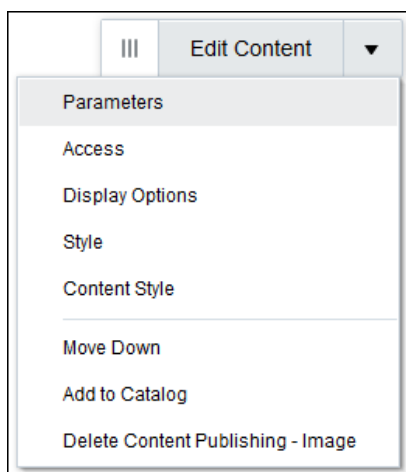 Edit Content
Parameters
Access
Display Options
Style
Content Style
Move Down
Add to Catalog
Delete Content Publishing - Image